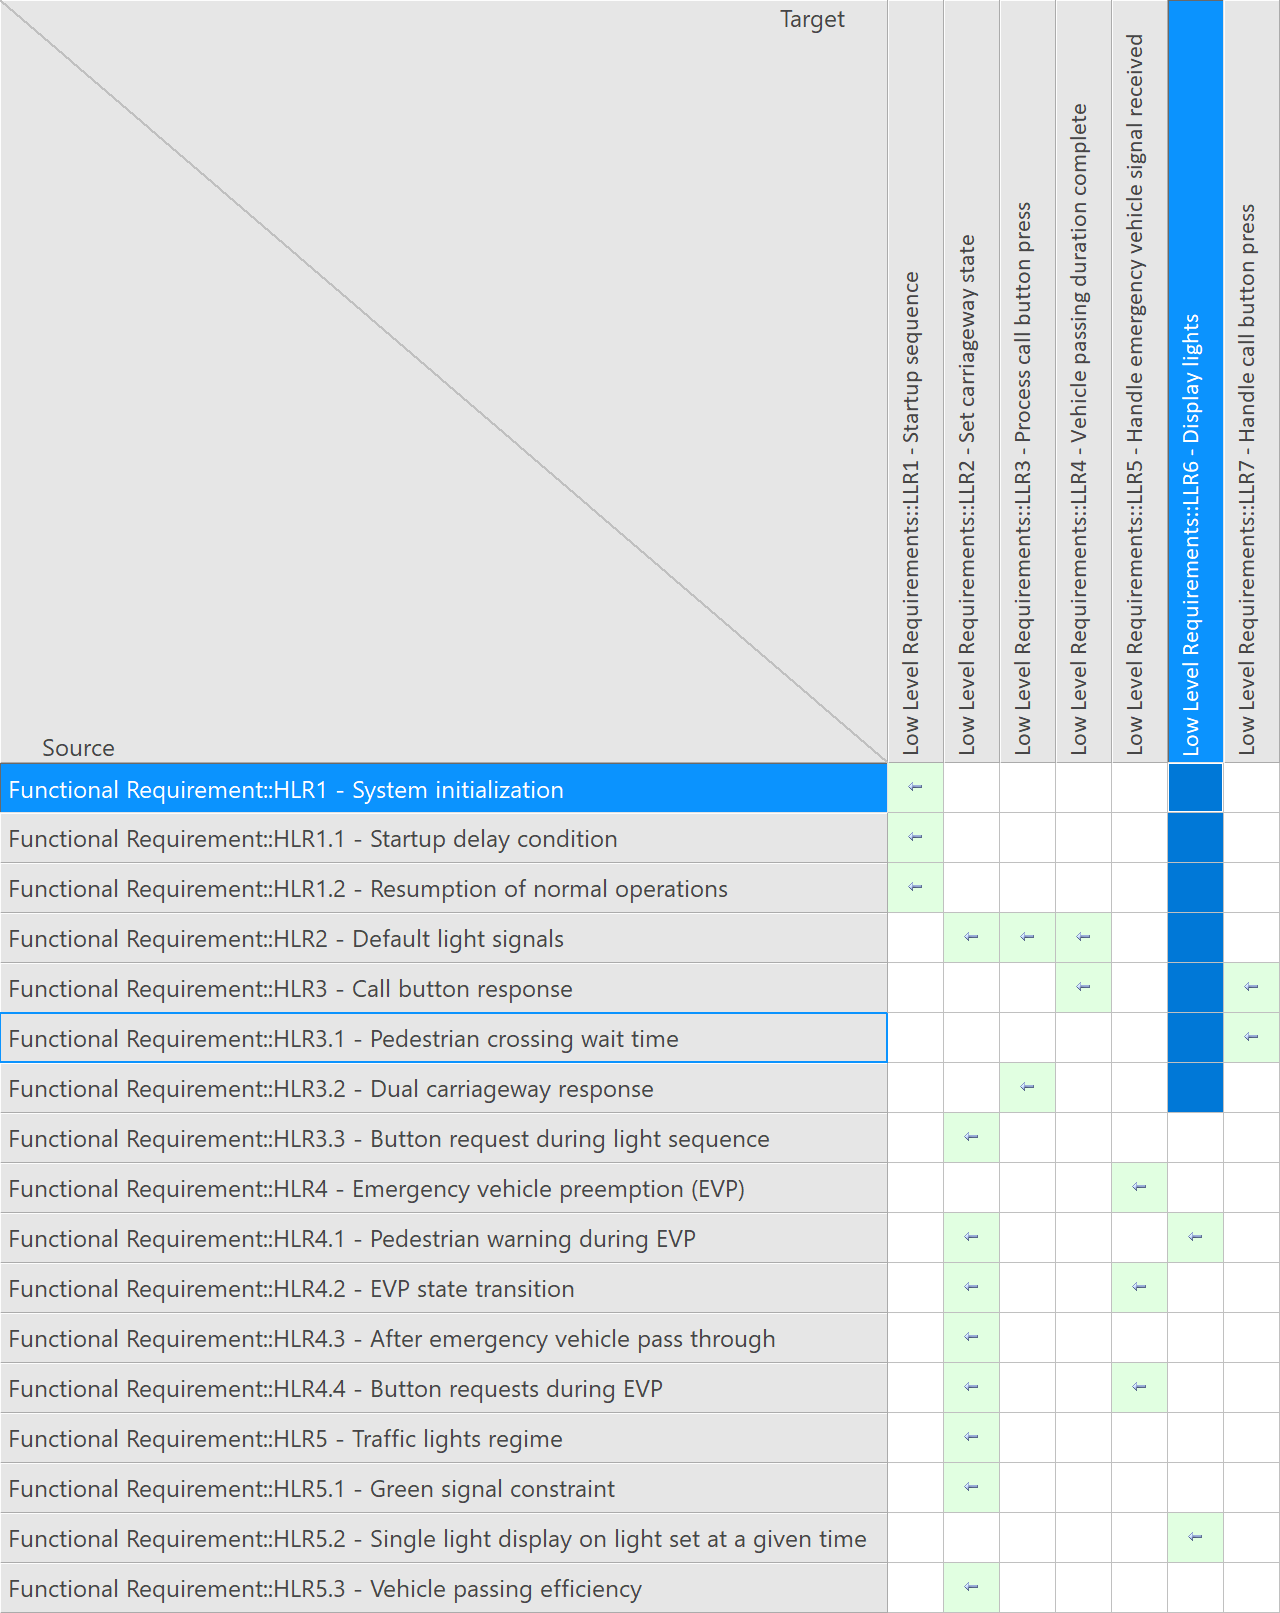 Target
Low Level Requirements::LLR1 - Startup sequence
Low Level Requirements::LLR2 - Set carriageway state
Low Level Requirements::LLR3 - Process call button press
Low Level Requirements::LLR4 - Vehicle passing duration complete
Low Level Requirements::LLR5 - Handle emergency vehicle signal received
Low Level Requirements::LLR6 - Display lights
Low Level Requirements::LLR7 - Handle call button press
Source
Functional Requirement::HLR1 - System initialization
Functional Requirement::HLR1.1 - Startup delay condition
Functional Requirement::HLR1.2 - Resumption of normal operations
Functional Requirement::HLR2 - Default light signals
Functional Requirement::HLR3 - Call button response
Functional Requirement::HLR3.1 - Pedestrian crossing wait time
Functional Requirement::HLR3.2 - Dual carriageway response
Functional Requirement::HLR3.3 - Button request during light sequence
Functional Requirement::HLR4 - Emergency vehicle preemption (EVP)
Functional Requirement::HLR4.1 - Pedestrian warning during EVP
Functional Requirement::HLR4.2 - EVP state transition
Functional Requirement::HLR4.3 - After emergency vehicle pass through
Functional Requirement::HLR4.4 - Button requests during EVP
Functional Requirement::HLR5 - Traffic lights regime
Functional Requirement::HLR5.1 - Green signal constraint
Functional Requirement::HLR5.2 - Single light display on light set at a given time
Functional Requirement::HLR5.3 - Vehicle passing efficiency